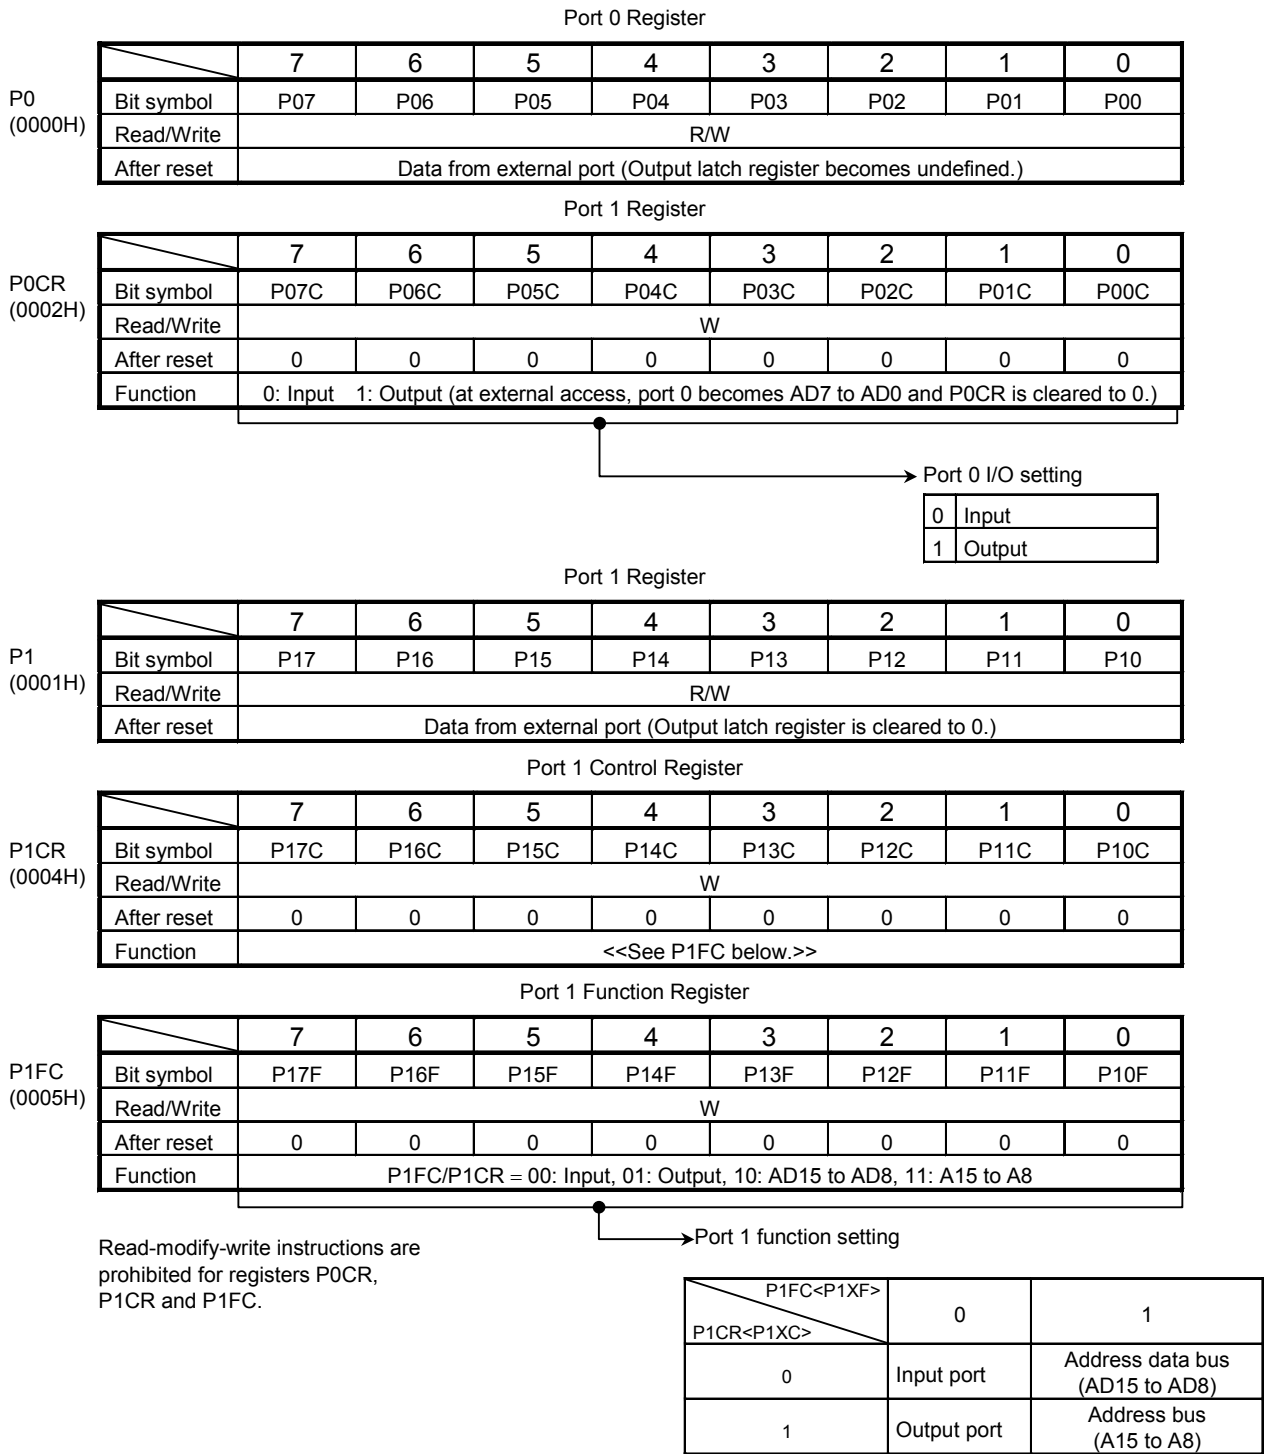 Port 0 Register
7 6 5 4 3 2 1 0
P0
(0000H)
Bit symbol P07 P06 P05 P04 P03 P02 P01 P00
Read/Write R/W
After reset Data from external port (Output latch register becomes undefined.)
Port 1 Register
7 6 5 4 3 2 1 0
P0CR
(0002H)
Bit symbol P07C P06C P05C P04C P03C P02C P01C P00C
Read/Write W
After reset 0 0 0 0 0 0 0 0
Function 0: Input 1: Output (at external access, port 0 becomes AD7 to AD0 and P0CR is cleared to 0.)
Port 0 I/O setting
0 Input
1 Output
Port 1 Register
7 6 5 4 3 2 1 0
P1
(0001H)
Bit symbol P17 P16 P15 P14 P13 P12 P11 P10
Read/Write R/W
After reset Data from external port (Output latch register is cleared to 0.)
Port 1 Control Register
7 6 5 4 3 2 1 0
P1CR
(0004H)
Bit symbol P17C P16C P15C P14C P13C P12C P11C P10C
Read/Write W
After reset 0 0 0 0 0 0 0 0
Function <<See P1FC below.>>
Port 1 Function Register
7 6 5 4 3 2 1 0
P1FC
(0005H)
Bit symbol P17F P16F P15F P14F P13F P12F P11F P10F
Read/Write W
After reset 0 0 0 0 0 0 0 0
Function P1FC/P1CR = 00: Input, 01: Output, 10: AD15 to AD8, 11: A15 to A8
Port 1 function setting
Read-modify-write instructions are
prohibited for registers P0CR,
P1CR and P1FC.
P1FC<P1XF> 0 1
P1CR<P1XC>
0 Input port Address data bus
(AD15 to AD8)
1 Output port Address bus
(A15 to A8)